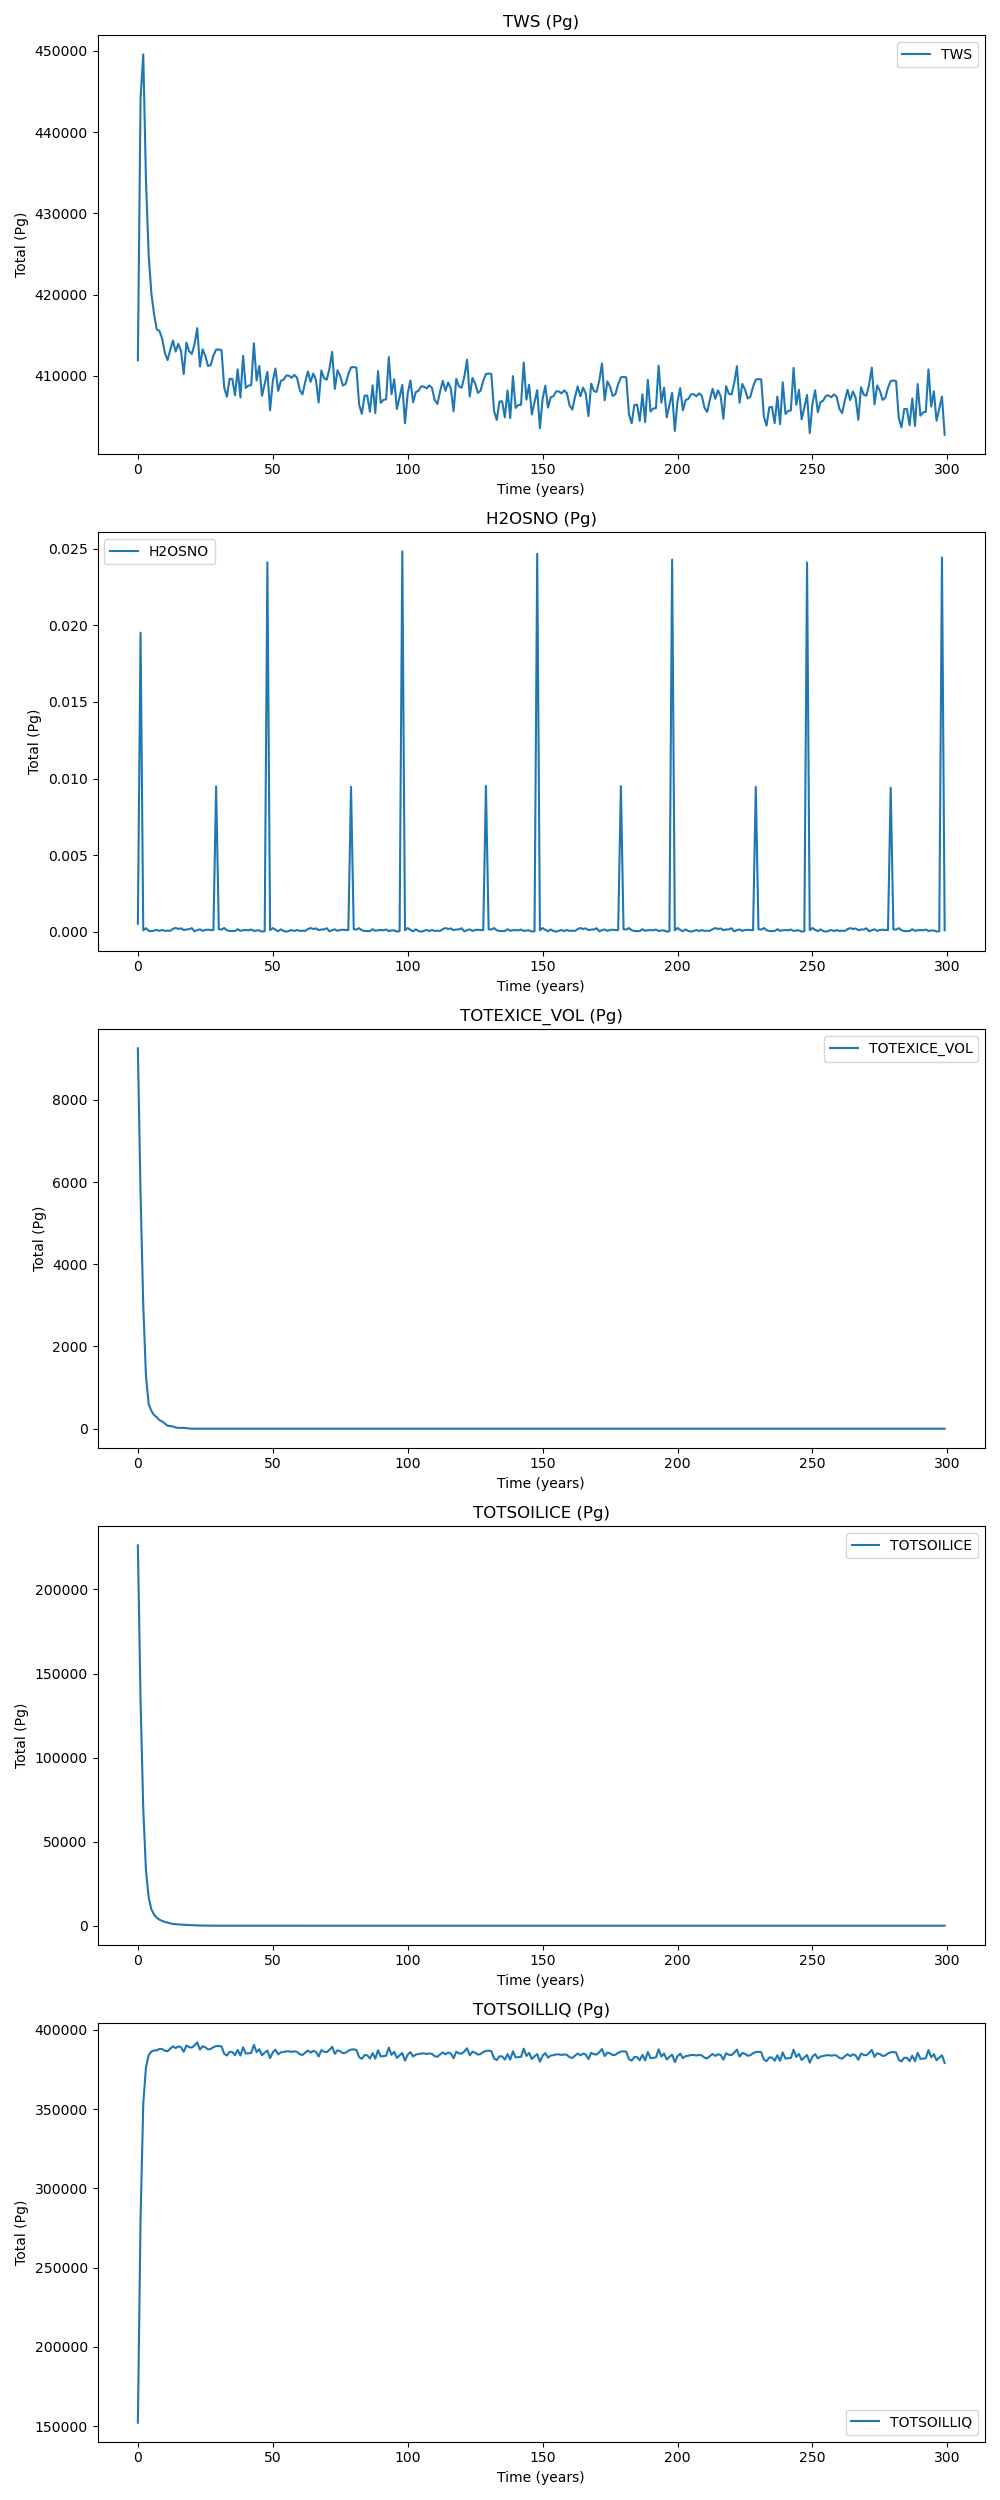 TWS (Pg)
450000
440000
430000
420000
410000
Total (Pg)
TWS
0 50 100 150 200 250 300
Time (years)
H2OSNO (Pg)
0.025
0.020
0.015
0.010
0.005
0.000
Total (Pg)
H2OSNO
0 50 100 150 200 250 300
Time (years)
TOTEXICE_VOL (Pg)
8000
6000
4000
2000
0
Total (Pg)
TOTEXICE_VOL
0 50 100 150 200 250 300
Time (years)
TOTSOILICE (Pg)
200000
150000
100000
50000
0
Total (Pg)
TOTSOILICE
0 50 100 150 200 250 300
Time (years)
TOTSOILLIQ (Pg)
400000
350000
300000
250000
200000
150000
Total (Pg)
TOTSOILLIQ
0 50 100 150 200 250 300
Time (years)